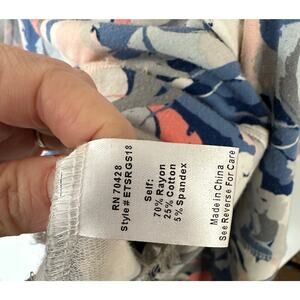 RN 70428
Style# ETSRGS18
Self:
70% Rayon
25% Cotton
5% Spandex
Made in China
See Reverse For Care